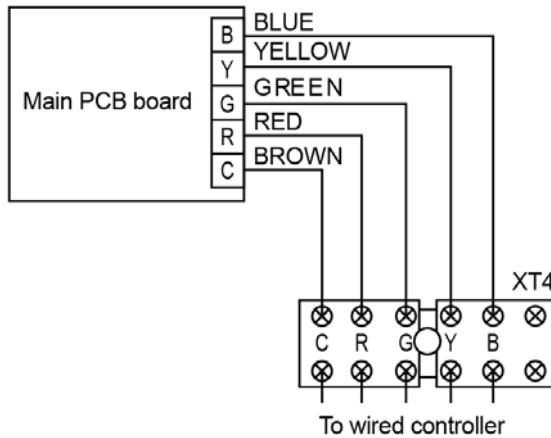 BLUE
B
YELLOW
Y
GREEN
Main PCB board
G
RED
R
BROWN
C
XT4
C R G Y B
To wired controller